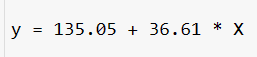 y = 135.05 + 36.61 * X